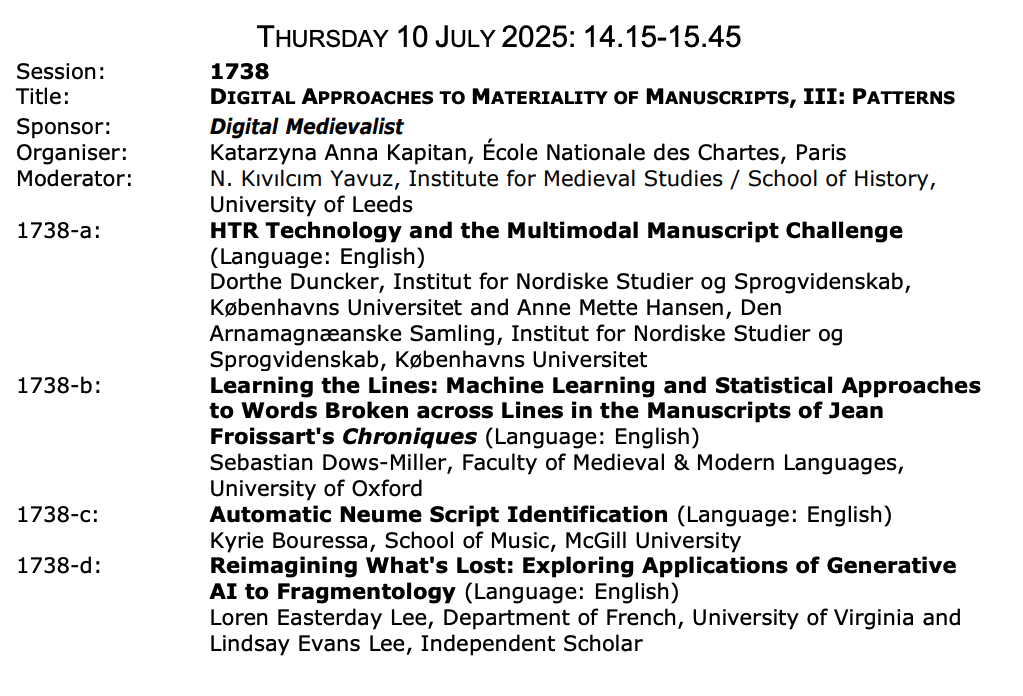 THURSDAY 10 JULY 2025: 14.15-15.45
Session: 1738
Title: DIGITAL APPROACHES TO MATERIALITY OF MANUSCRIPTS, III: PATTERNS
Sponsor: Digital Medievalist
Organiser: Katarzyna Anna Kapitan, École Nationale des Chartes, Paris
Moderator: N. Kıvılcım Yavuz, Institute for Medieval Studies / School of History,
University of Leeds
1738-a: HTR Technology and the Multimodal Manuscript Challenge
(Language: English)
Dorthe Duncker, Institut for Nordiske Studier og Sprogvidenskab,
Københavns Universitet and Anne Mette Hansen, Den
Arnamagnæanske Samling, Institut for Nordiske Studier og
Sprogvidenskab, Københavns Universitet
1738-b: Learning the Lines: Machine Learning and Statistical Approaches
to Words Broken across Lines in the Manuscripts of Jean
Froissart's Chroniques (Language: English)
Sebastian Dows-Miller, Faculty of Medieval & Modern Languages,
University of Oxford
1738-c: Automatic Neume Script Identification (Language: English)
Kyrie Bouressa, School of Music, McGill University
1738-d: Reimagining What's Lost: Exploring Applications of Generative
AI to Fragmentology (Language: English)
Loren Easterday Lee, Department of French, University of Virginia and
Lindsay Evans Lee, Independent Scholar